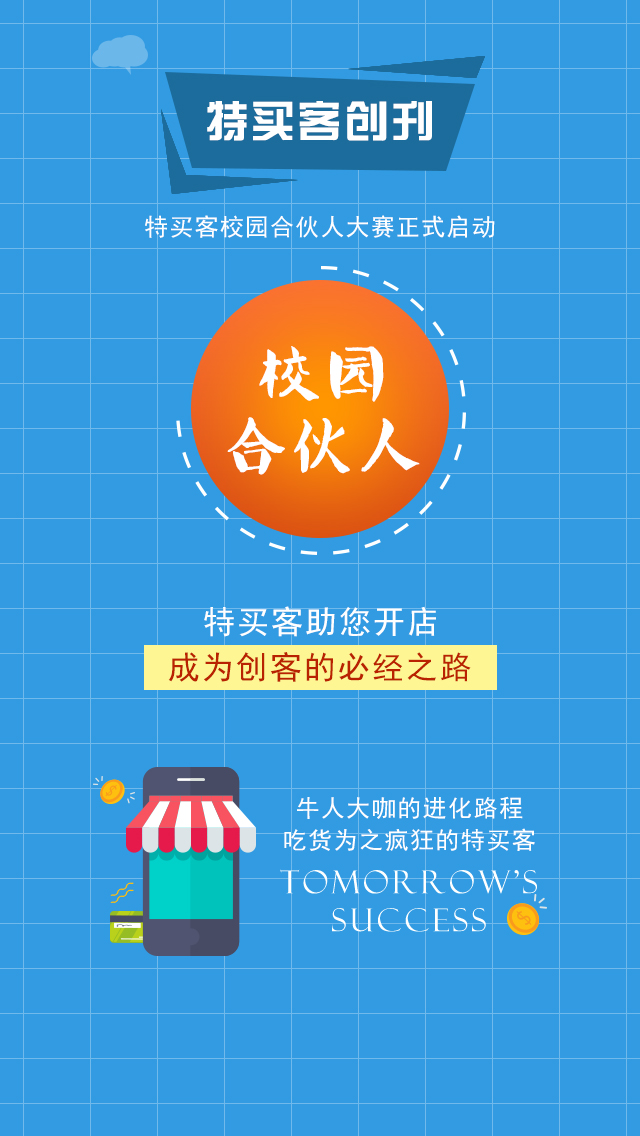 特买客创刊
特买客校园合伙人大赛正式启动
校园
合伙人
特买客助您开店
成为创客的必经之路
牛人大咖的进化路程
吃货为之疯狂的特买客
TOMORROW'S
SUCCESS